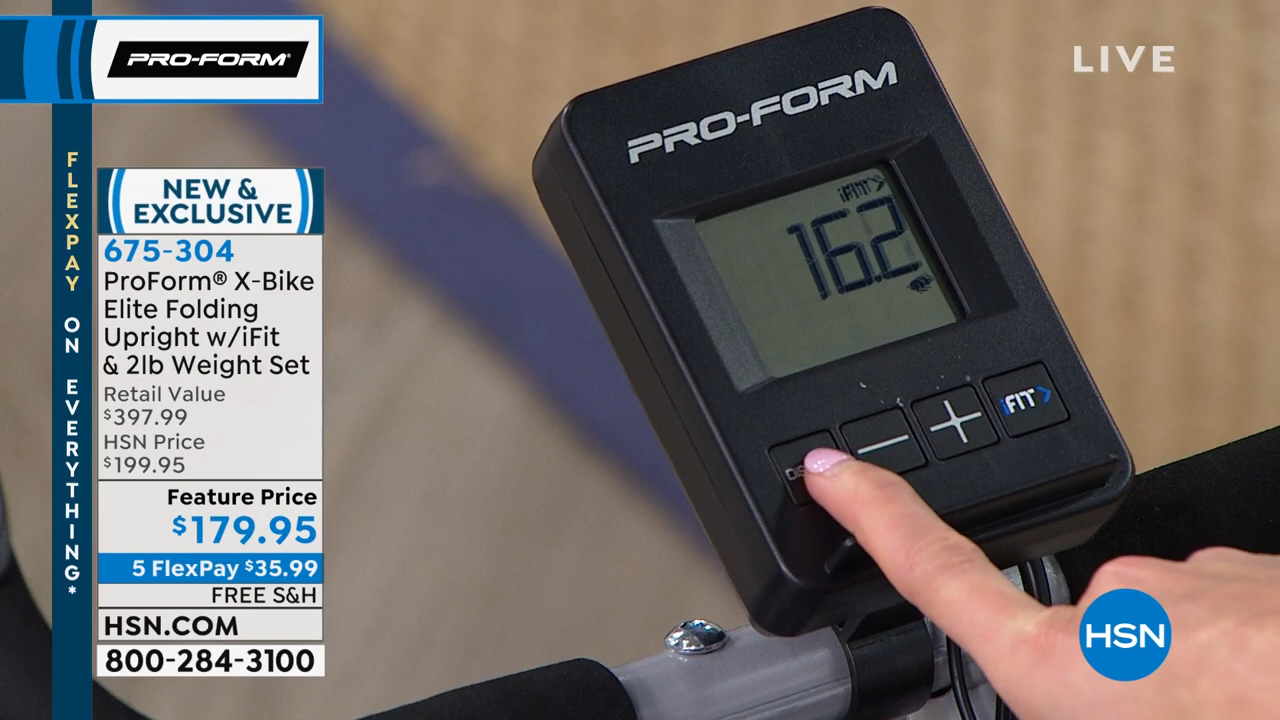 PRO-FORM®
LIVE
FLEXPAY ON EVERYTHING*
NEW &
EXCLUSIVE
675-304
ProForm® X-Bike
Elite Folding
Upright w/iFit
& 2lb Weight Set
Retail Value
$397.99
HSN Price
$199.95
Feature Price
$179.95
5 FlexPay $35.99
FREE S&H
HSN.COM
800-284-3100
PRO-FORM
iFIT
162
iFIT
HSN